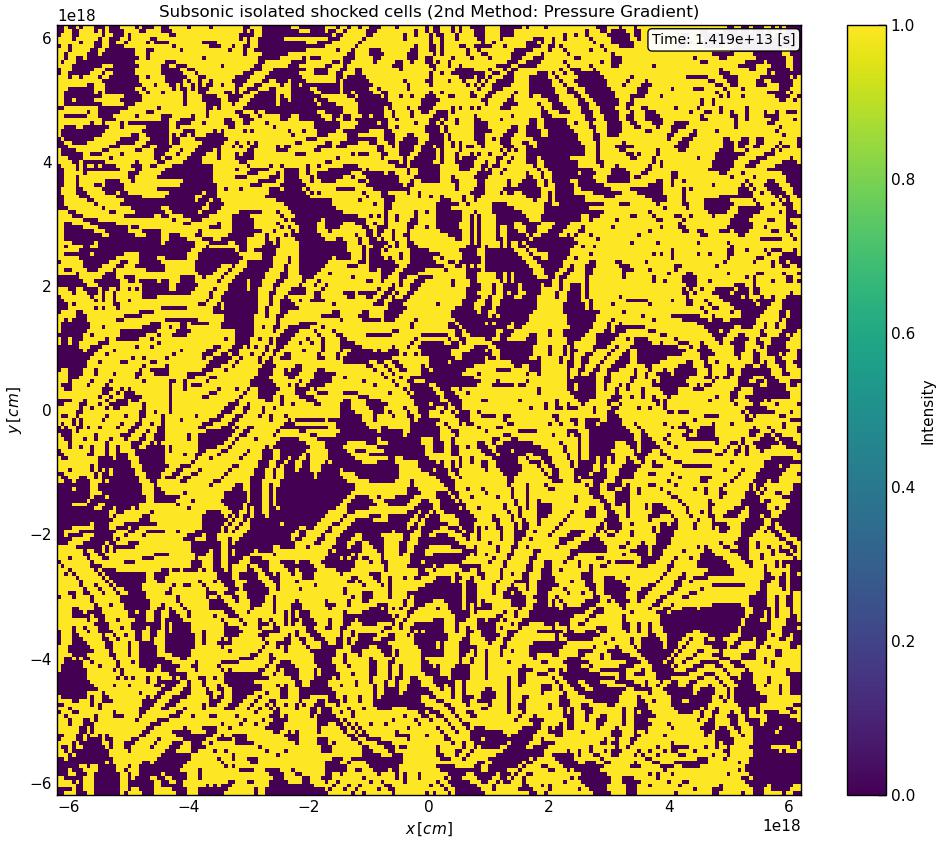 Subsonic isolated shocked cells (2nd Method: Pressure Gradient)
1e18
Time: 1.419e+13 [s]
6
4
2
0
−2
−4
−6
y [cm]
−6 −4 −2 0 2 4 6
x [cm]
1e18
1.0
0.8
0.6
0.4
0.2
0.0
Intensity